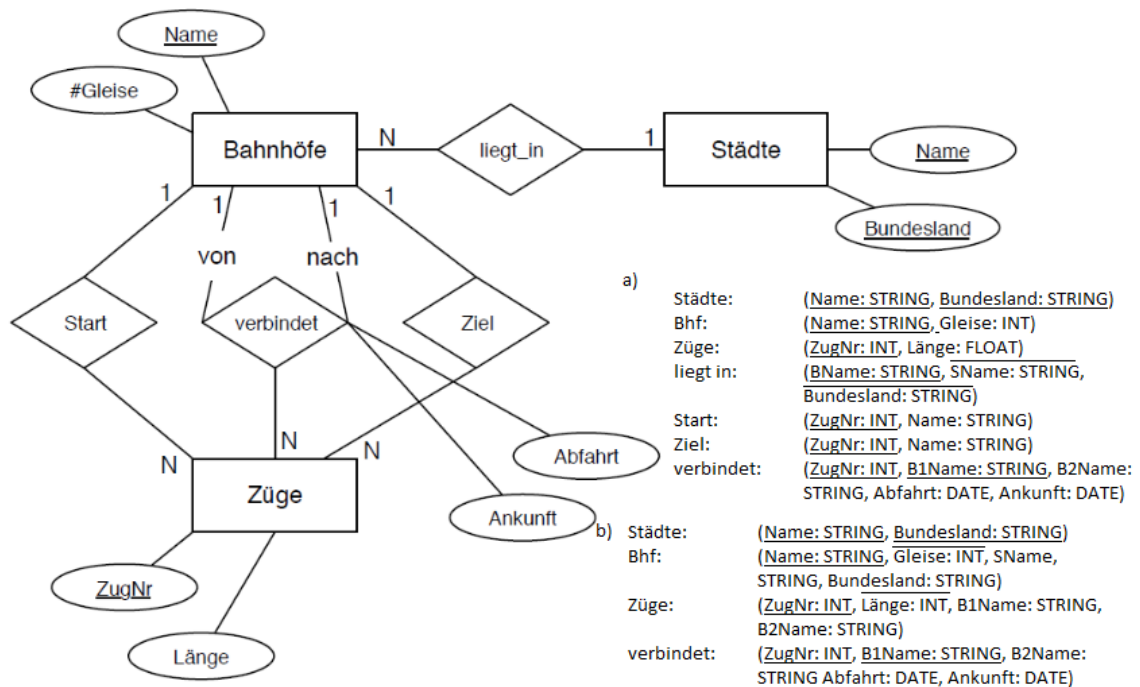 Name
#Gleise
Bahnhöfe
N
liegt_in
1
Städte
Name
Bundesland
1
1
1
1
von
nach
Start
verbindet
Ziel
N
N
N
Abfahrt
Ankunft
Züge
ZugNr
Länge
a)
Städte: (Name: STRING, Bundesland: STRING)
Bhf: (Name: STRING, Gleise: INT)
Züge: (ZugNr: INT, Länge: FLOAT)
liegt in: (BName: STRING, SName: STRING,
Bundesland: STRING)
Start: (ZugNr: INT, Name: STRING)
Ziel: (ZugNr: INT, Name: STRING)
verbindet: (ZugNr: INT, B1Name: STRING, B2Name:
STRING, Abfahrt: DATE, Ankunft: DATE)
b) Städte: (Name: STRING, Bundesland: STRING)
Bhf: (Name: STRING, Gleise: INT, SName,
STRING, Bundesland: STRING)
Züge: (ZugNr: INT, Länge: INT, B1Name: STRING,
B2Name: STRING)
verbindet: (ZugNr: INT, B1Name: STRING, B2Name:
STRING Abfahrt: DATE, Ankunft: DATE)